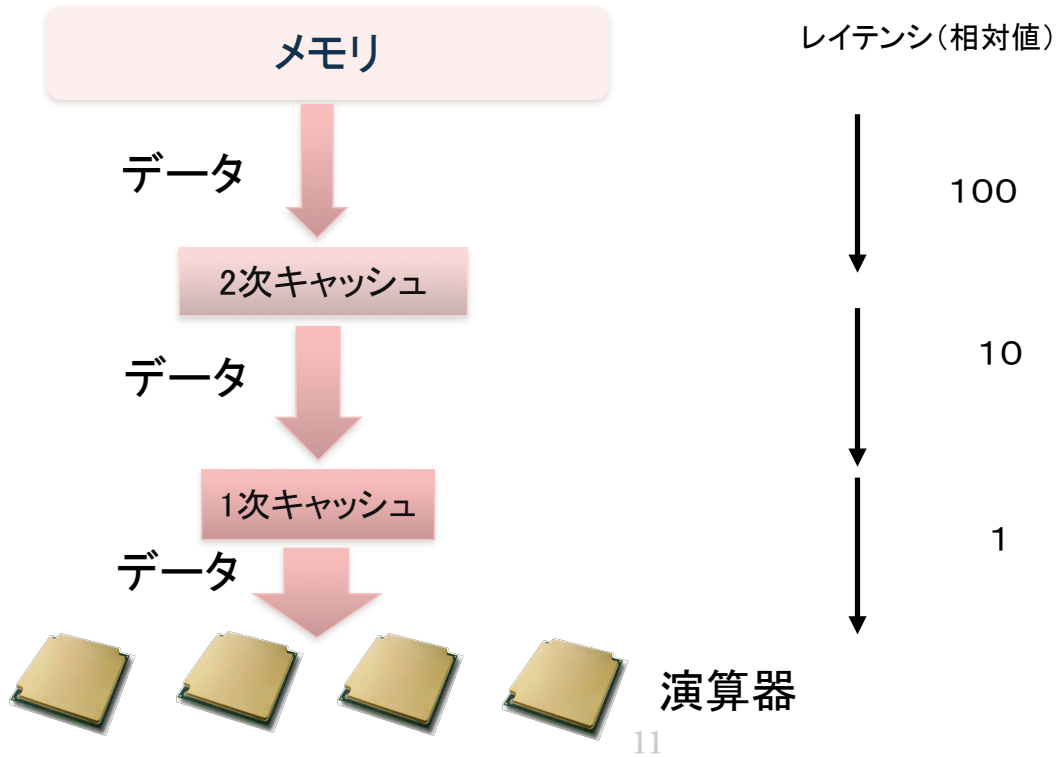 メモリ
レイテンシ(相対値)
データ
100
2次キャッシュ
データ
10
1次キャッシュ
データ
1
演算器
11